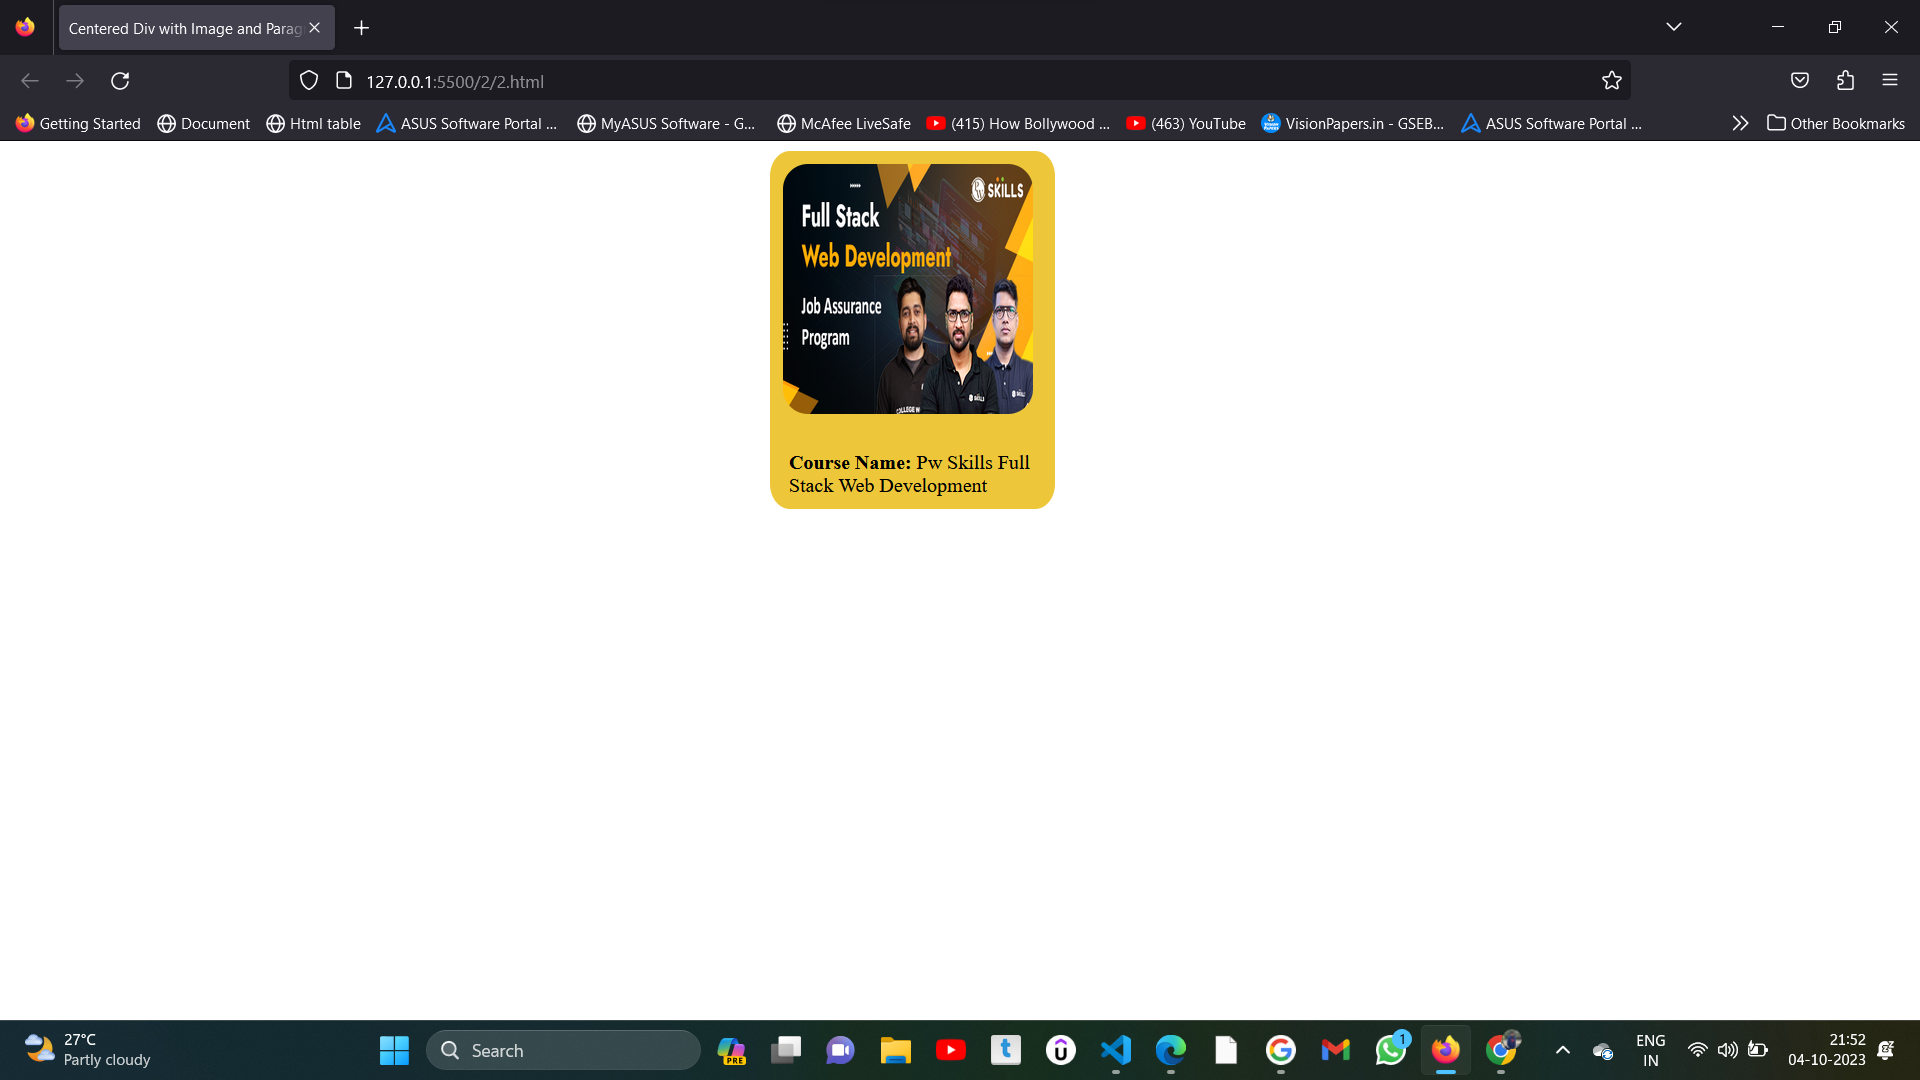 Centered Div with Image and Parag
127.0.0.1:5500/2/2.html
Getting Started
Document
Html table
ASUS Software Portal ...
MyASUS Software - G...
McAfee LiveSafe
(415) How Bollywood ...
(463) YouTube
VisionPapers.in - GSEB...
ASUS Software Portal ...
Other Bookmarks
SKILLS
Full Stack
Web Development
Job Assurance
Program
COLLEGE W
Course Name: Pw Skills Full
Stack Web Development
27°C
Partly cloudy
Search
PRE
1
ENG
IN
21:52
04-10-2023